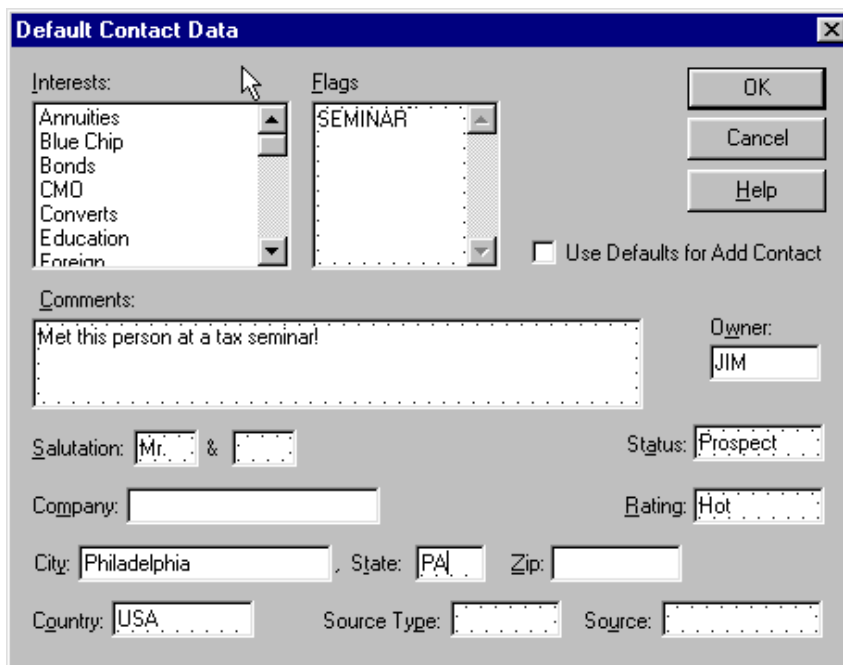 Default Contact Data
Interests: Flags OK
Annuities SEMINAR
Blue Chip
Bonds Cancel
CMO
Converts Help
Education
Foreign Use Defaults for Add Contact
Comments:
Met this person at a tax seminar! Owner:
JIM
Salutation: Mr. & Status: Prospect
Company: Rating: Hot
City: Philadelphia , State: PA Zip:
Country: USA Source Type: Source: